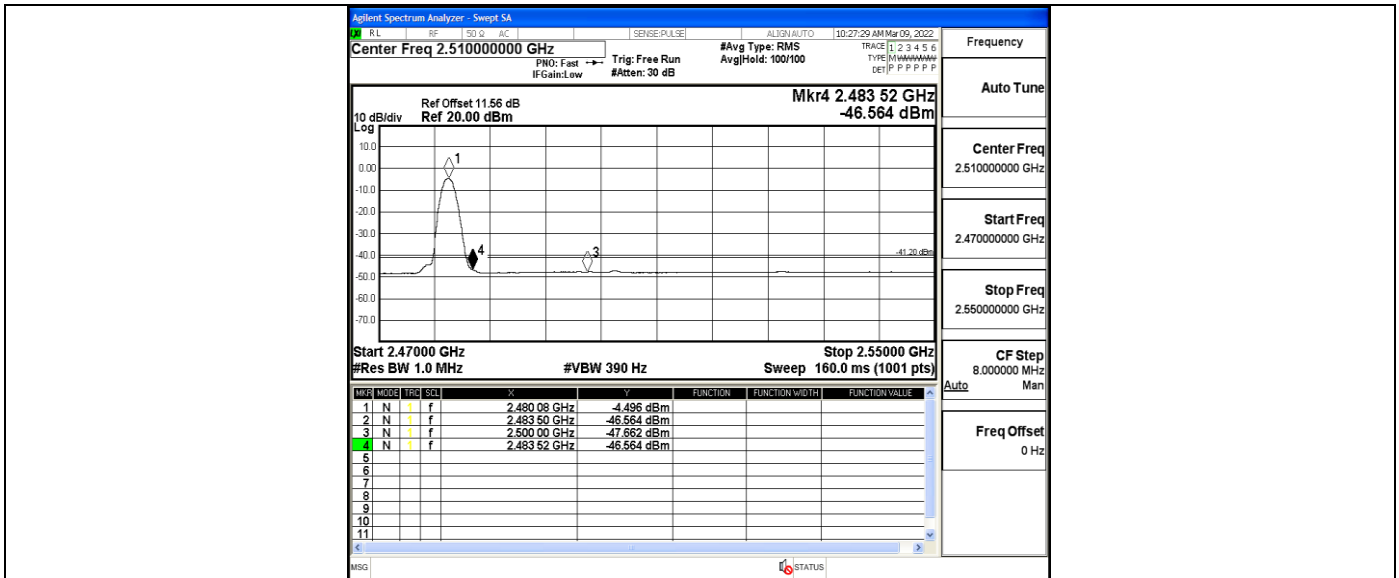 Agilent Spectrum Analyzer - Swept SA
LXI RL RF 50 Ω AC SENSE:PULSE ALIGN AUTO 10:27:29 AM Mar 09, 2022
Center Freq 2.510000000 GHz
PNO: Fast
IFGain:Low
Trig: Free Run
#Atten: 30 dB
#Avg Type: RMS
Avg|Hold: 100/100
TRACE 1 2 3 4 5 6
TYPE M
DET P P P P P P
Frequency
Auto Tune
Center Freq
2.510000000 GHz
Start Freq
2.470000000 GHz
Stop Freq
2.550000000 GHz
CF Step
8.000000 MHz
Auto Man
Freq Offset
0 Hz
Mkr4 2.483 52 GHz
-46.564 dBm
Ref Offset 11.56 dB
10 dB/div Ref 20.00 dBm
Log
10.0
0.00
-10.0
-20.0
-30.0
-40.0
-50.0
-60.0
-70.0
1
4
3
-41.20 dBm
Start 2.47000 GHz Stop 2.55000 GHz
#Res BW 1.0 MHz #VBW 390 Hz Sweep 160.0 ms (1001 pts)
MKR MODE TRC SCL X Y FUNCTION FUNCTION WIDTH FUNCTION VALUE
1 N 1 f 2.480 08 GHz -4.496 dBm
2 N 1 f 2.483 50 GHz -46.564 dBm
3 N 1 f 2.500 00 GHz -47.662 dBm
4 N 1 f 2.483 52 GHz -46.564 dBm
5
6
7
8
9
10
11
MSG STATUS